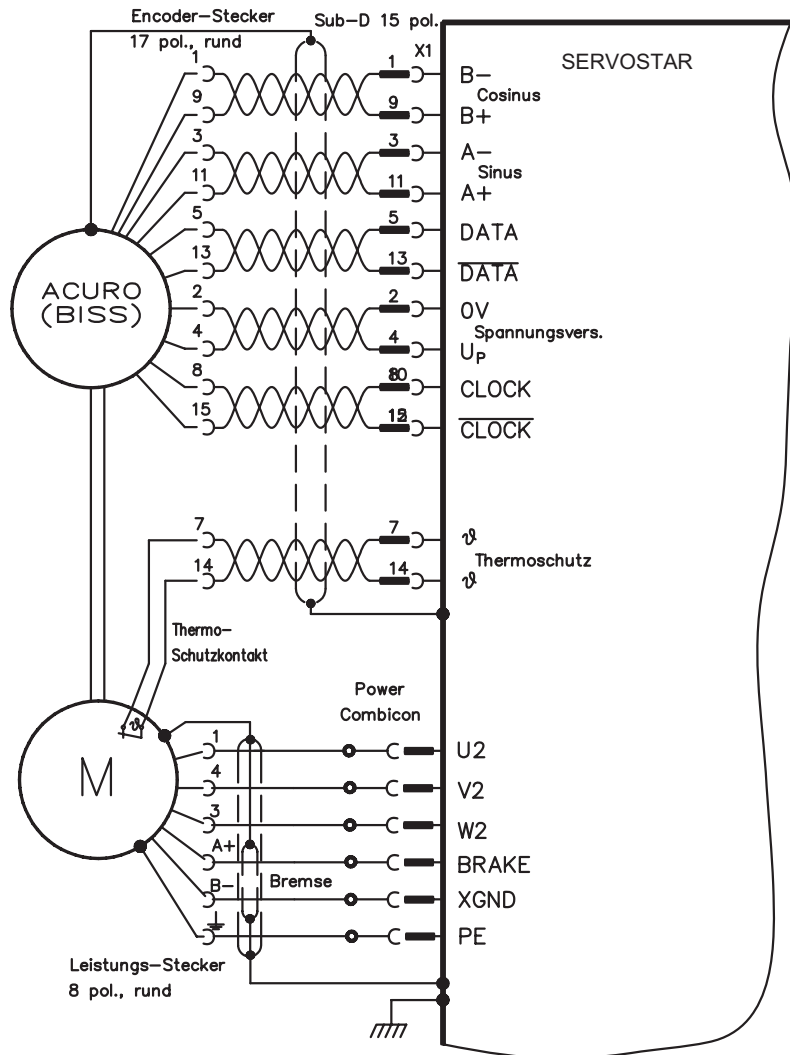 Encoder-Stecker
17 pol., rund
Sub-D 15 pol.
X1
SERVOSTAR
1 1 B-
Cosinus
9 9 B+
3 3 A-
Sinus
11 11 A+
5 5 DATA
13 13 DATA
ACURO
(BISS)
2 2 0V
Spannungsvers.
4 4 UP
8 CLOCK
15 CLOCK
7 7 ϑ
Thermoschutz
14 14 ϑ
Thermo-
Schutzkontakt
ϑ
Power
Combicon
M
1 U2
4 V2
3 W2
A+ BRAKE
B- Bremse XGND
PE
Leistungs-Stecker
8 pol., rund